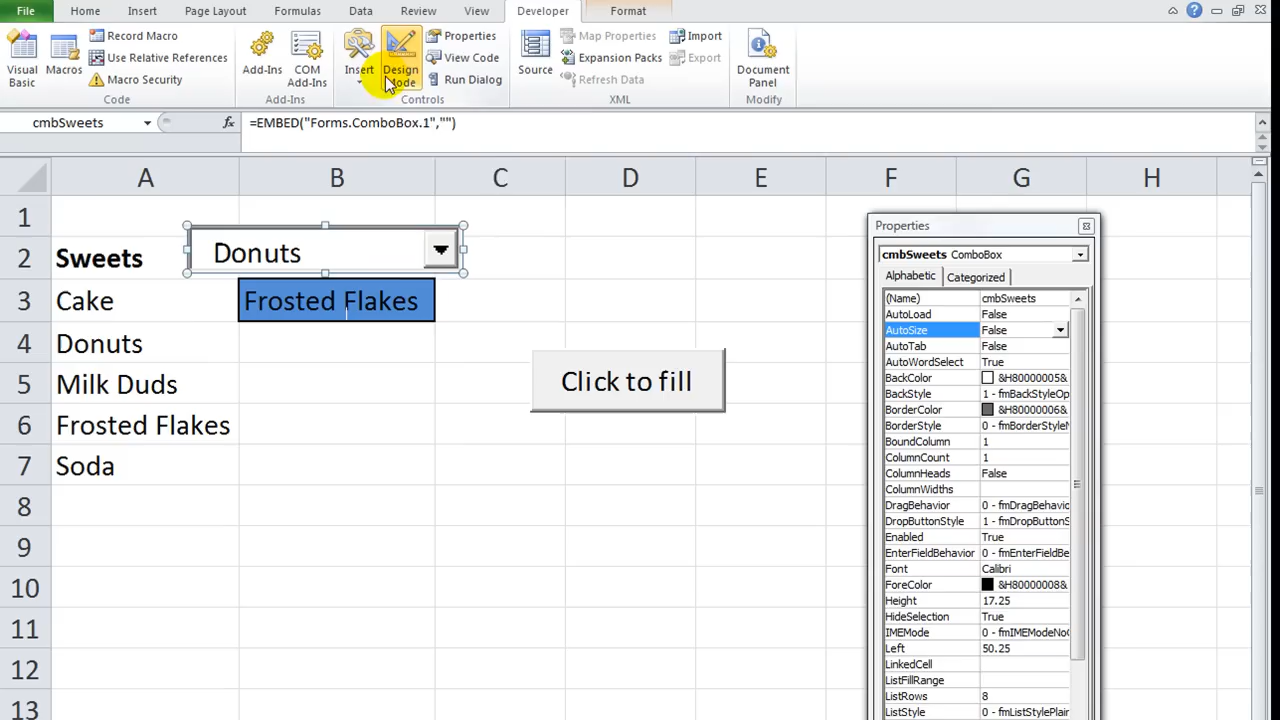 File Home Insert Page Layout Formulas Data Review View Developer Format
Visual Basic
Macros
Record Macro
Use Relative References
Macro Security
Code
Add-Ins
COM Add-Ins
Add-Ins
Insert
Design Mode
Properties
View Code
Run Dialog
Controls
Source
Map Properties
Expansion Packs
Refresh Data
Import
Export
XML
Document Panel
Modify
cmbSweets fx =EMBED("Forms.ComboBox.1","")
A B C D E F G H
1
2 Sweets Donuts
3 Cake Frosted Flakes
4 Donuts
Click to fill
5 Milk Duds
6 Frosted Flakes
7 Soda
8
9
10
11
12
13
Properties
cmbSweets ComboBox
Alphabetic Categorized
(Name) cmbSweets
AutoLoad False
AutoSize False
AutoTab False
AutoWordSelect True
BackColor &H80000005&
BackStyle 1 - fmBackStyleOp
BorderColor &H80000006&
BorderStyle 0 - fmBorderStyleN
BoundColumn 1
ColumnCount 1
ColumnHeads False
ColumnWidths
DragBehavior 0 - fmDragBehavio
DropButtonStyle 1 - fmDropButtonS
Enabled True
EnterFieldBehavior 0 - fmEnterFieldBe
Font Calibri
ForeColor &H80000008&
Height 17.25
HideSelection True
IMEMode 0 - fmIMEModeNo
Left 50.25
LinkedCell
ListFillRange
ListRows 8
ListStyle 0 - fmListStylePlain